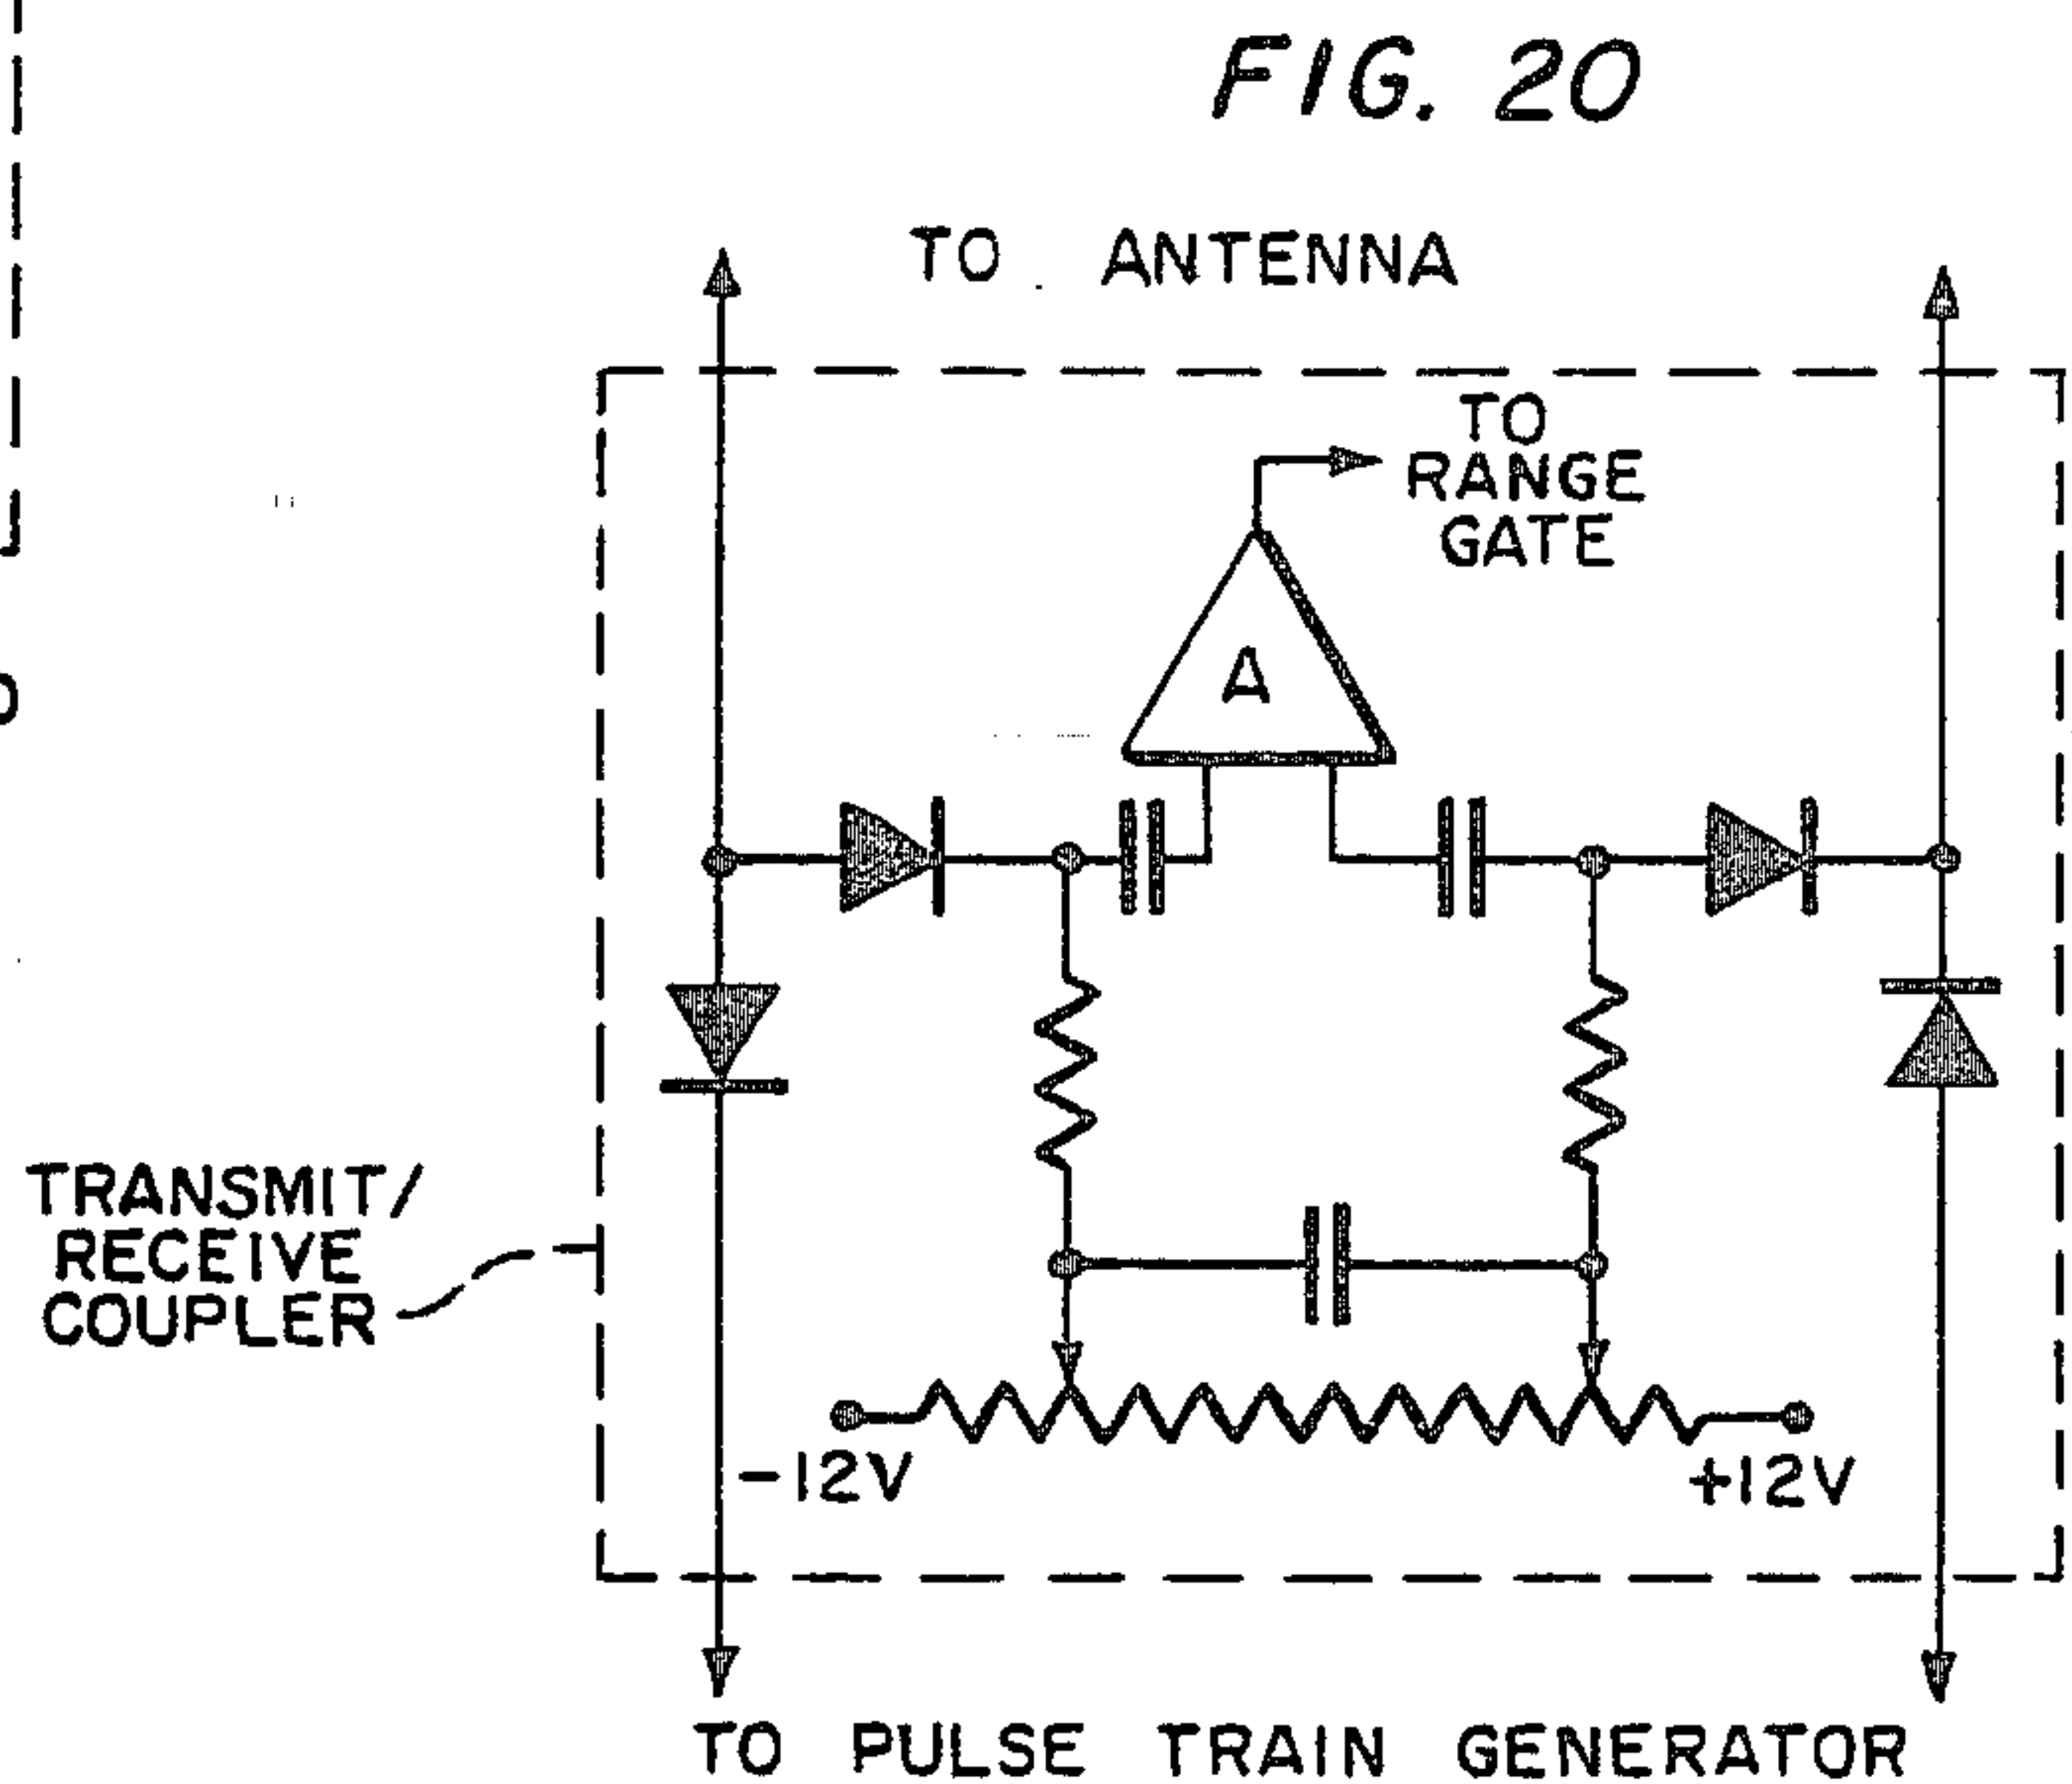 FIG. 20
TO ANTENNA
TO
RANGE
GATE
A
TRANSMIT/
RECEIVE
COUPLER
-12V
+12V
TO PULSE TRAIN GENERATOR